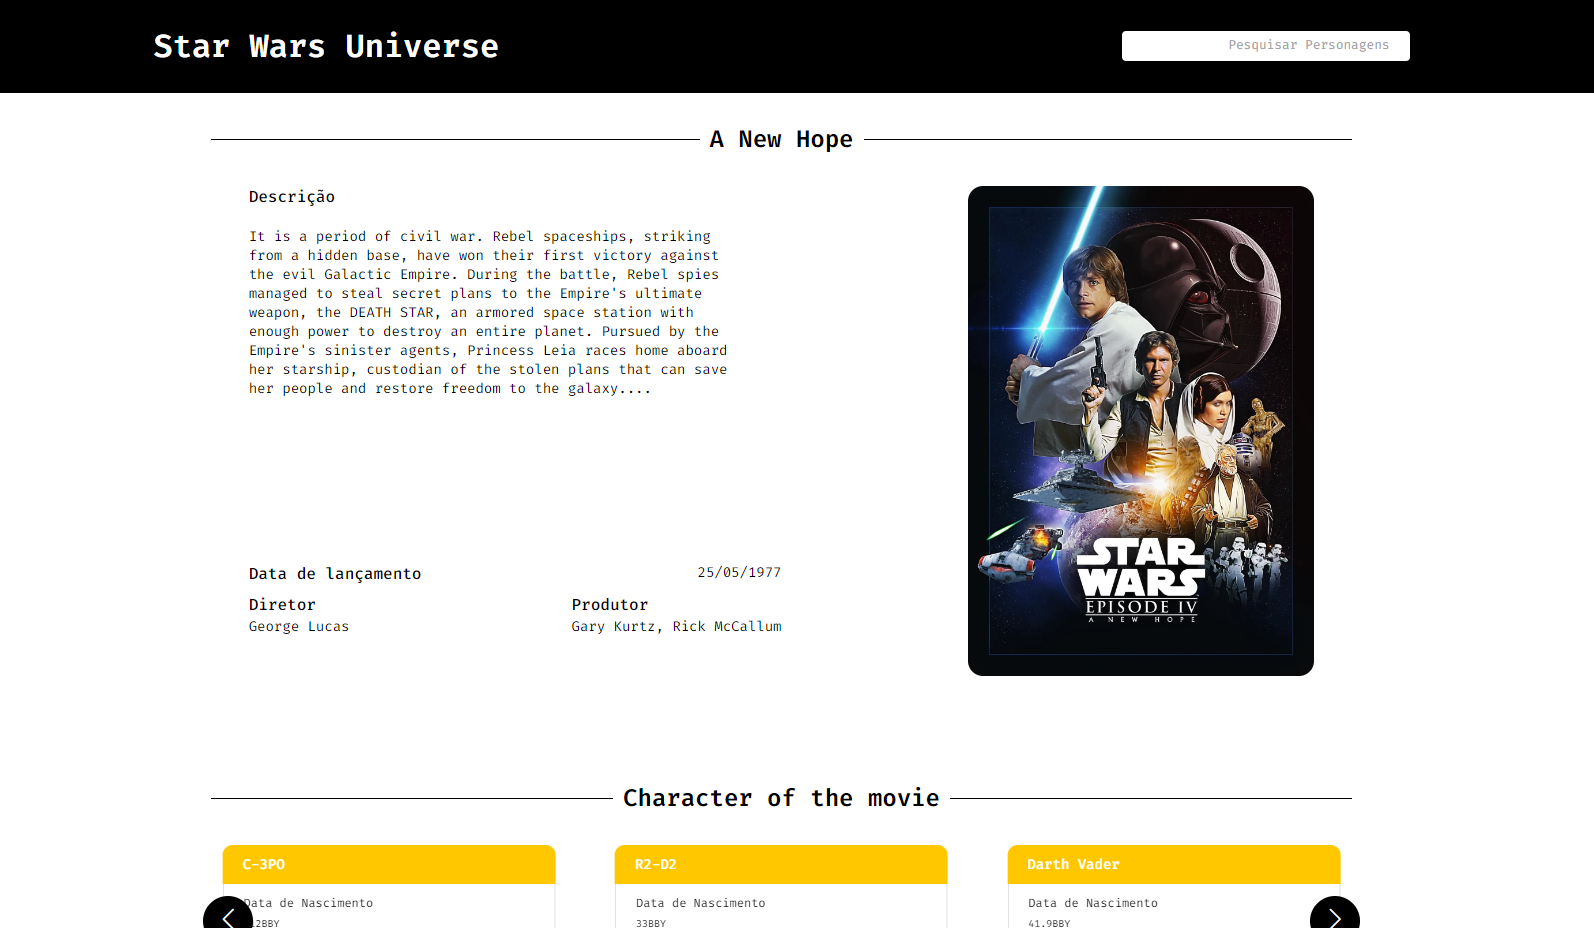 Star Wars Universe
Pesquisar Personagens
A New Hope
Descrição
It is a period of civil war. Rebel spaceships, striking
from a hidden base, have won their first victory against
the evil Galactic Empire. During the battle, Rebel spies
managed to steal secret plans to the Empire's ultimate
weapon, the DEATH STAR, an armored space station with
enough power to destroy an entire planet. Pursued by the
Empire's sinister agents, Princess Leia races home aboard
her starship, custodian of the stolen plans that can save
her people and restore freedom to the galaxy....
Data de lançamento
25/05/1977
Diretor
George Lucas
Produtor
Gary Kurtz, Rick McCallum
STAR
WARS
EPISODE IV
A NEW HOPE
Character of the movie
C-3PO
Data de Nascimento
R2-D2
Data de Nascimento
33BBY
Darth Vader
Data de Nascimento
41.9BBY